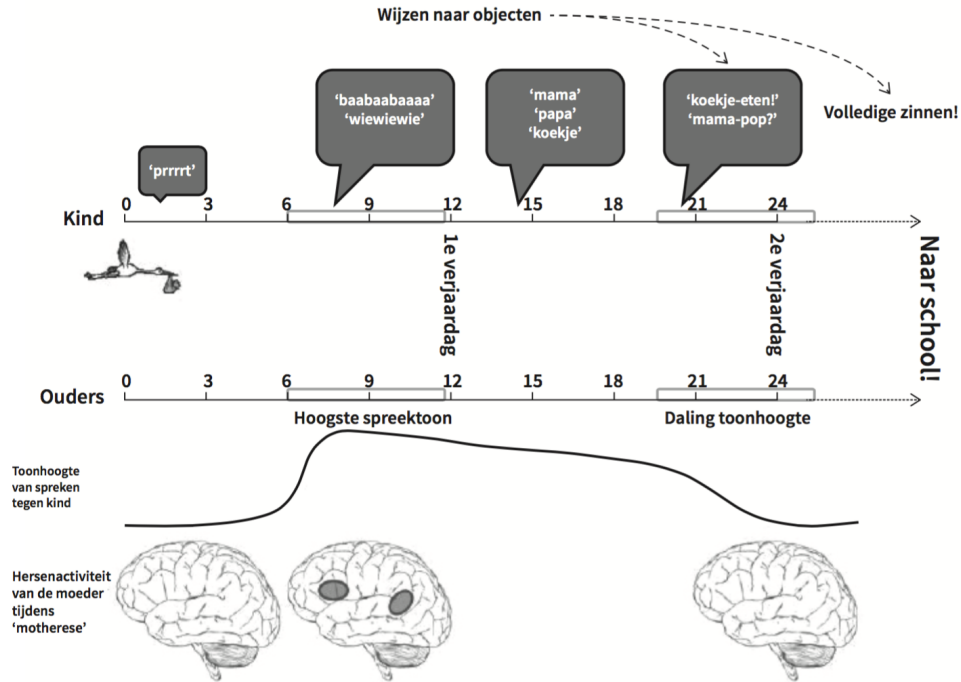 Wijzen naar objecten
‘baabaabaaaa’
‘wiewiewie’
‘mama’
‘papa’
‘koekje’
‘koekje-eten!’
‘mama-pop?’
Volledige zinnen!
‘prrrrt’
0 3 6 9 12 15 18 21 24
Kind
1e verjaardag
2e verjaardag
Naar school!
0 3 6 9 12 15 18 21 24
Ouders
Hoogste spreektoon
Daling toonhoogte
Toonhoogte
van spreken
tegen kind
Hersenactiviteit
van de moeder
tijdens
‘motherese’